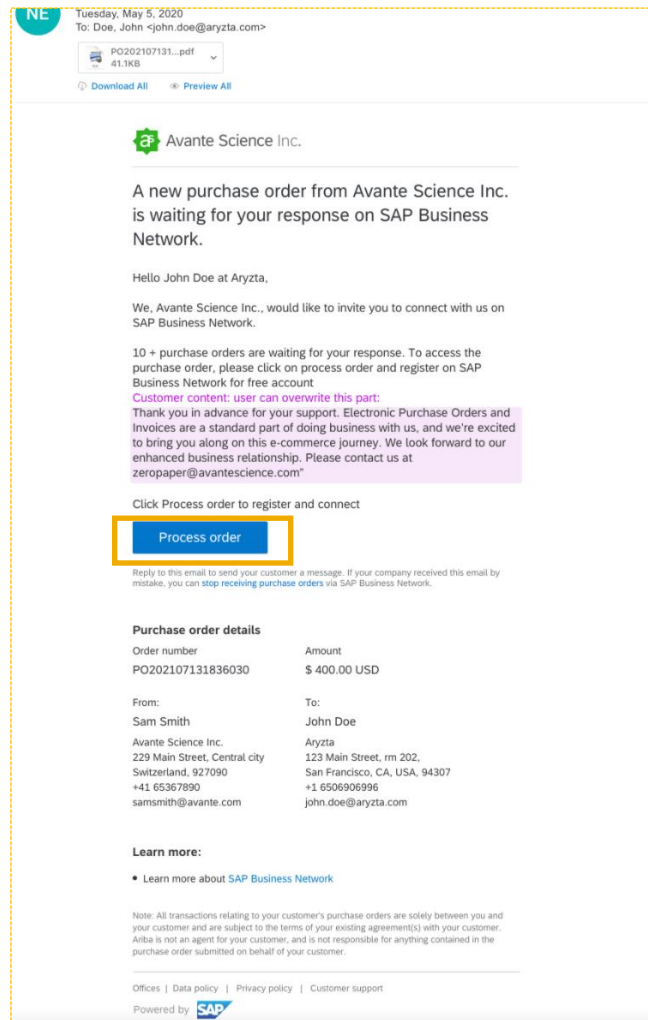 NE
Tuesday, May 5, 2020
To: Doe, John <john.doe@aryzta.com>
PO202107131...pdf
41.1KB
Download All Preview All
as Avante Science Inc.
A new purchase order from Avante Science Inc.
is waiting for your response on SAP Business
Network.
Hello John Doe at Aryzta,
We, Avante Science Inc., would like to invite you to connect with us on
SAP Business Network.
10 + purchase orders are waiting for your response. To access the
purchase order, please click on process order and register on SAP
Business Network for free account
Customer content: user can overwrite this part:
Thank you in advance for your support. Electronic Purchase Orders and
Invoices are a standard part of doing business with us, and we're excited
to bring you along on this e-commerce journey. We look forward to our
enhanced business relationship. Please contact us at
zeropaper@avantescience.com"
Click Process order to register and connect
Process order
Reply to this email to send your customer a message. If your company received this email by
mistake, you can stop receiving purchase orders via SAP Business Network.
Purchase order details
Order number Amount
PO202107131836030 $ 400.00 USD
From: To:
Sam Smith John Doe
Avante Science Inc. Aryzta
229 Main Street, Central city 123 Main Street, rm 202,
Switzerland, 927090 San Francisco, CA, USA, 94307
+41 65367890 +1 6506906996
samsmith@avante.com john.doe@aryzta.com
Learn more:
• Learn more about SAP Business Network
Note: All transactions relating to your customer's purchase orders are solely between you and
your customer and are subject to the terms of your existing agreement(s) with your customer.
Ariba is not an agent for your customer, and is not responsible for anything contained in the
purchase order submitted on behalf of your customer.
Offices | Data policy | Privacy policy | Customer support
Powered by SAP